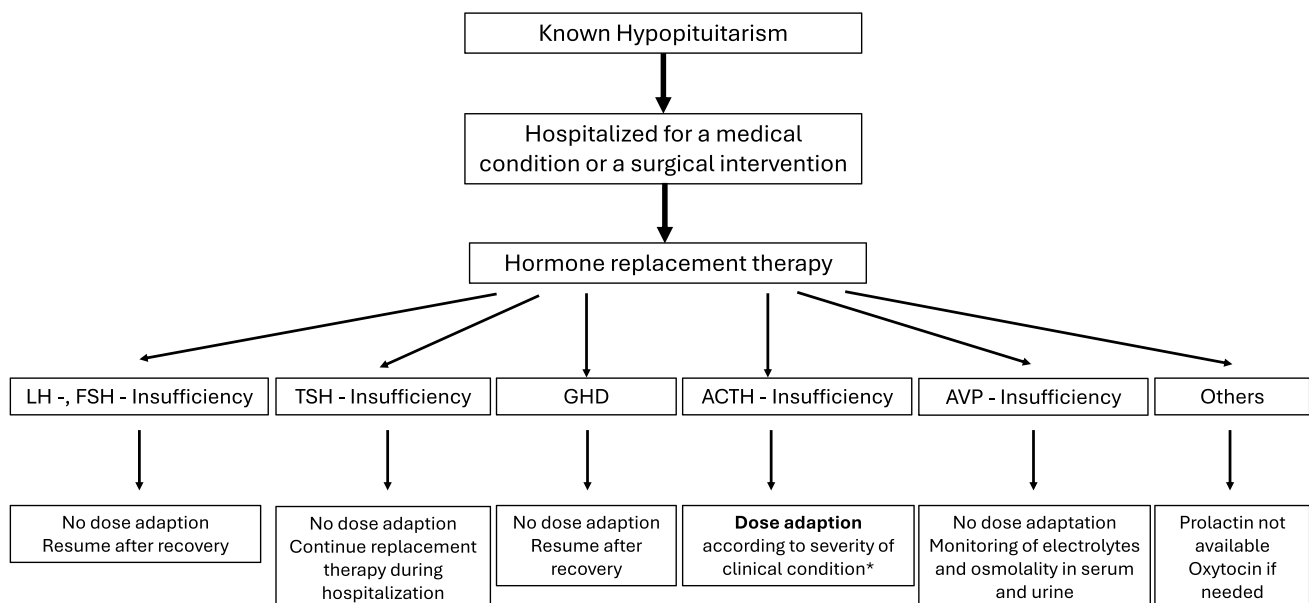 Known Hypopituitarism
Hospitalized for a medical
condition or a surgical intervention
Hormone replacement therapy
LH -, FSH - Insufficiency
TSH - Insufficiency
GHD
ACTH - Insufficiency
AVP - Insufficiency
Others
No dose adaption
Resume after recovery
No dose adaption
Continue replacement
therapy during
hospitalization
No dose adaption
Resume after
recovery
Dose adaption
according to severity of
clinical condition*
No dose adaptation
Monitoring of electrolytes
and osmolality in serum
and urine
Prolactin not
available
Oxytocin if
needed